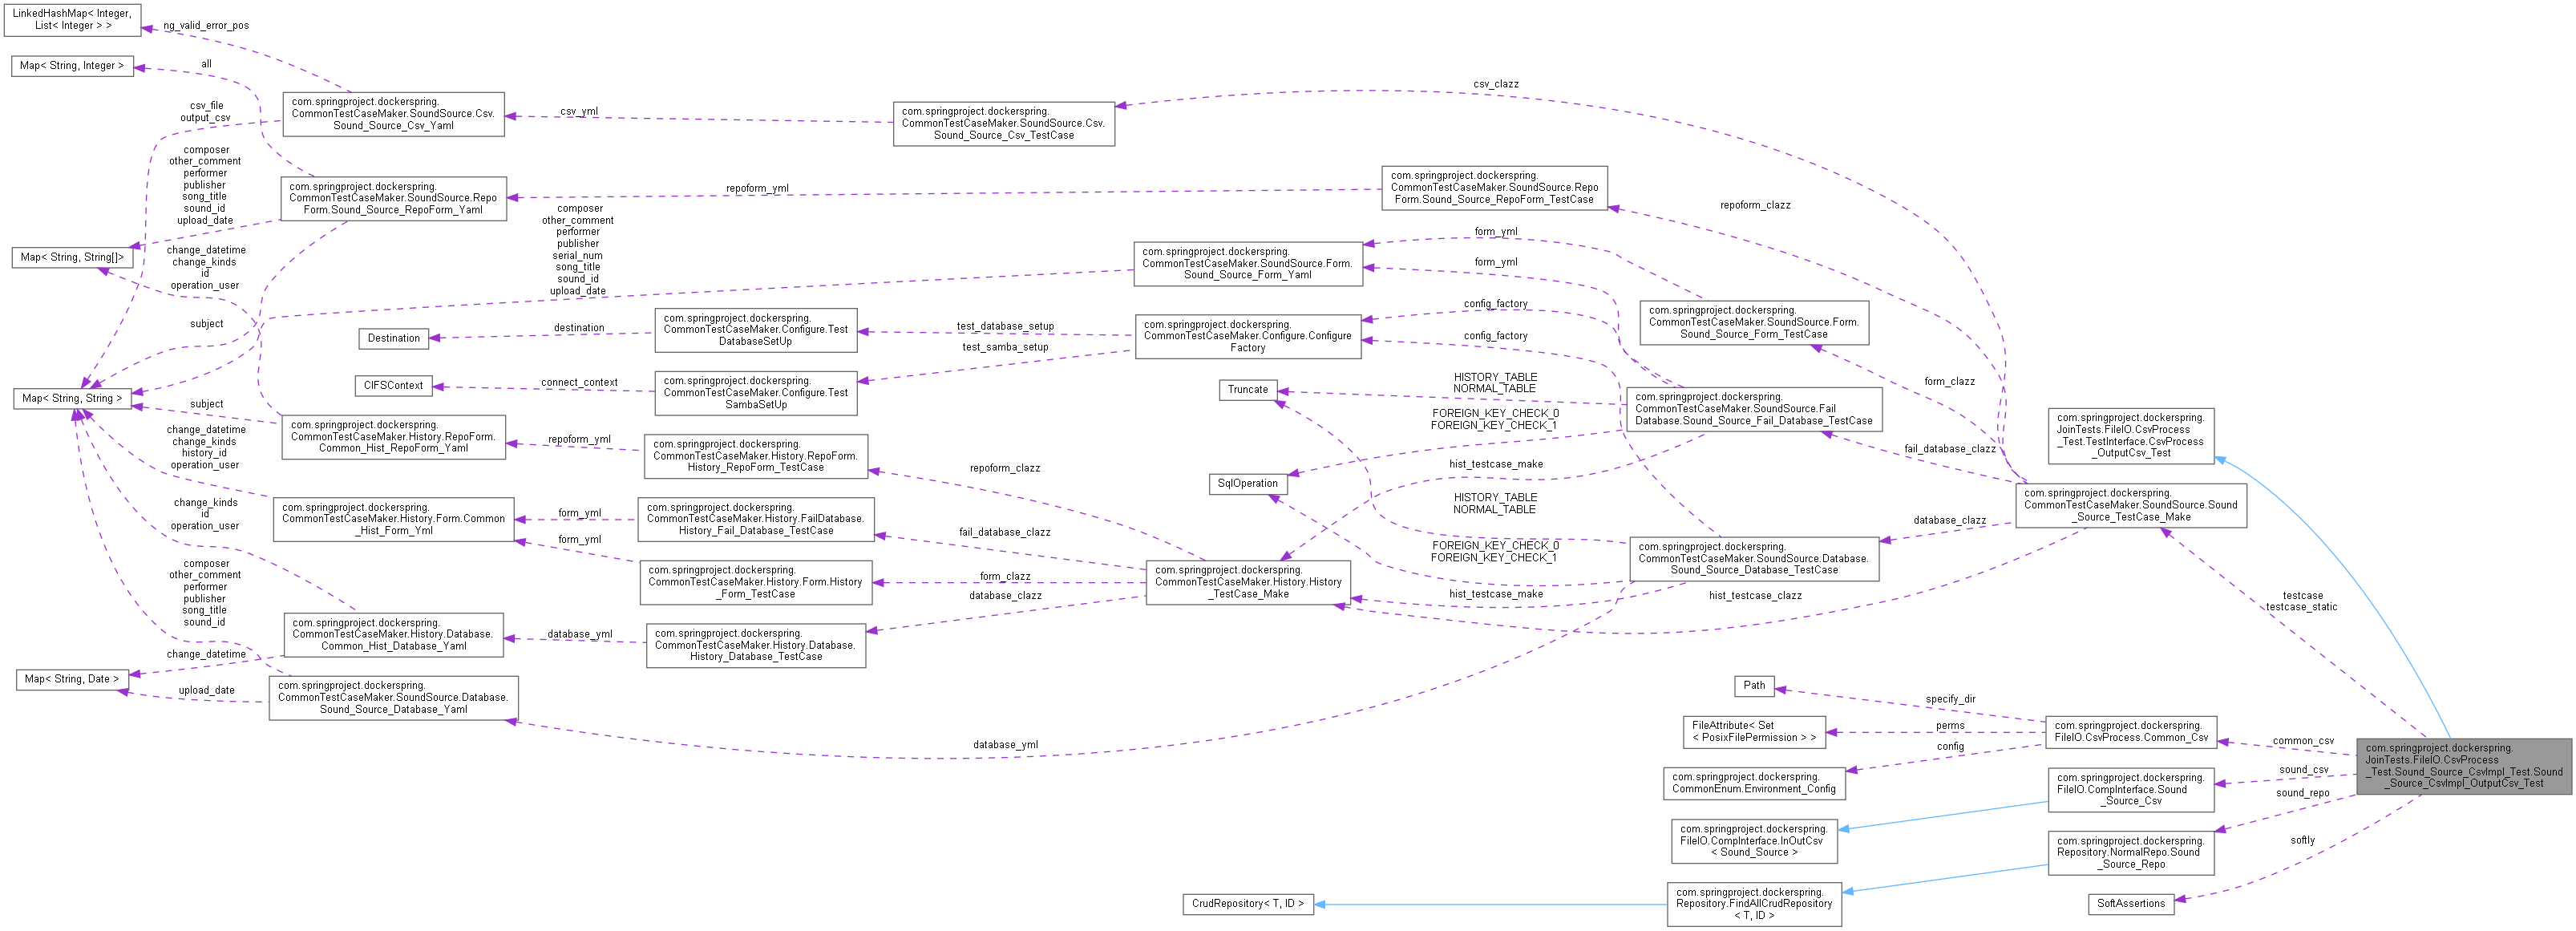 LinkedHashMap< Integer,
List< Integer > >
ng_valid_error_pos
Map< String, Integer >
all
csv_file
output_csv
com.springproject.dockerspring.
CommonTestCaseMaker.SoundSource.Csv.
Sound_Source_Csv_Yaml
csv_yml
com.springproject.dockerspring.
CommonTestCaseMaker.SoundSource.Csv.
Sound_Source_Csv_TestCase
csv_clazz
composer
other_comment
performer
publisher
song_title
sound_id
upload_date
com.springproject.dockerspring.
CommonTestCaseMaker.SoundSource.Repo
Form.Sound_Source_RepoForm_Yaml
repoform_yml
com.springproject.dockerspring.
CommonTestCaseMaker.SoundSource.Repo
Form.Sound_Source_RepoForm_TestCase
repoform_clazz
Map< String, String[]>
change_datetime
change_kinds
id
operation_user
composer
other_comment
performer
publisher
serial_num
song_title
sound_id
upload_date
com.springproject.dockerspring.
CommonTestCaseMaker.SoundSource.Form.
Sound_Source_Form_Yaml
form_yml
form_yml
com.springproject.dockerspring.
CommonTestCaseMaker.SoundSource.Form.
Sound_Source_Form_TestCase
form_clazz
subject
Destination
destination
com.springproject.dockerspring.
CommonTestCaseMaker.Configure.Test
DatabaseSetUp
test_database_setup
com.springproject.dockerspring.
CommonTestCaseMaker.Configure.Configure
Factory
config_factory
config_factory
test_samba_setup
CIFSContext
connect_context
com.springproject.dockerspring.
CommonTestCaseMaker.Configure.Test
SambaSetUp
Truncate
HISTORY_TABLE
NORMAL_TABLE
FOREIGN_KEY_CHECK_0
FOREIGN_KEY_CHECK_1
com.springproject.dockerspring.
CommonTestCaseMaker.SoundSource.Fail
Database.Sound_Source_Fail_Database_TestCase
fail_database_clazz
com.springproject.dockerspring.
JoinTests.FileIO.CsvProcess
_Test.TestInterface.CsvProcess
_OutputCsv_Test
Map< String, String >
subject
com.springproject.dockerspring.
CommonTestCaseMaker.History.RepoForm.
Common_Hist_RepoForm_Yaml
repoform_yml
com.springproject.dockerspring.
CommonTestCaseMaker.History.RepoForm.
History_RepoForm_TestCase
repoform_clazz
hist_testcase_make
SqlOperation
HISTORY_TABLE
NORMAL_TABLE
com.springproject.dockerspring.
CommonTestCaseMaker.SoundSource.Sound
_Source_TestCase_Make
change_datetime
change_kinds
history_id
operation_user
com.springproject.dockerspring.
CommonTestCaseMaker.History.Form.Common
_Hist_Form_Yml
form_yml
com.springproject.dockerspring.
CommonTestCaseMaker.History.FailDatabase.
History_Fail_Database_TestCase
fail_database_clazz
database_clazz
change_kinds
id
operation_user
form_yml
com.springproject.dockerspring.
CommonTestCaseMaker.History.Form.History
_Form_TestCase
form_clazz
com.springproject.dockerspring.
CommonTestCaseMaker.History.History
_TestCase_Make
FOREIGN_KEY_CHECK_0
FOREIGN_KEY_CHECK_1
hist_testcase_make
com.springproject.dockerspring.
CommonTestCaseMaker.SoundSource.Database.
Sound_Source_Database_TestCase
hist_testcase_clazz
testcase
testcase_static
composer
other_comment
performer
publisher
song_title
sound_id
com.springproject.dockerspring.
CommonTestCaseMaker.History.Database.
Common_Hist_Database_Yaml
database_yml
com.springproject.dockerspring.
CommonTestCaseMaker.History.Database.
History_Database_TestCase
database_clazz
Map< String, Date >
change_datetime
upload_date
com.springproject.dockerspring.
CommonTestCaseMaker.SoundSource.Database.
Sound_Source_Database_Yaml
database_yml
Path
specify_dir
FileAttribute< Set
< PosixFilePermission > >
perms
com.springproject.dockerspring.
CommonEnum.Environment_Config
config
com.springproject.dockerspring.
FileIO.CsvProcess.Common_Csv
common_csv
com.springproject.dockerspring.
JoinTests.FileIO.CsvProcess
_Test.Sound_Source_CsvImpl_Test.Sound
_Source_CsvImpl_OutputCsv_Test
sound_csv
com.springproject.dockerspring.
FileIO.CompInterface.Sound
_Source_Csv
sound_repo
com.springproject.dockerspring.
FileIO.CompInterface.InOutCsv
< Sound_Source >
com.springproject.dockerspring.
Repository.NormalRepo.Sound
_Source_Repo
softly
CrudRepository< T, ID >
com.springproject.dockerspring.
Repository.FindAllCrudRepository
< T, ID >
SoftAssertions